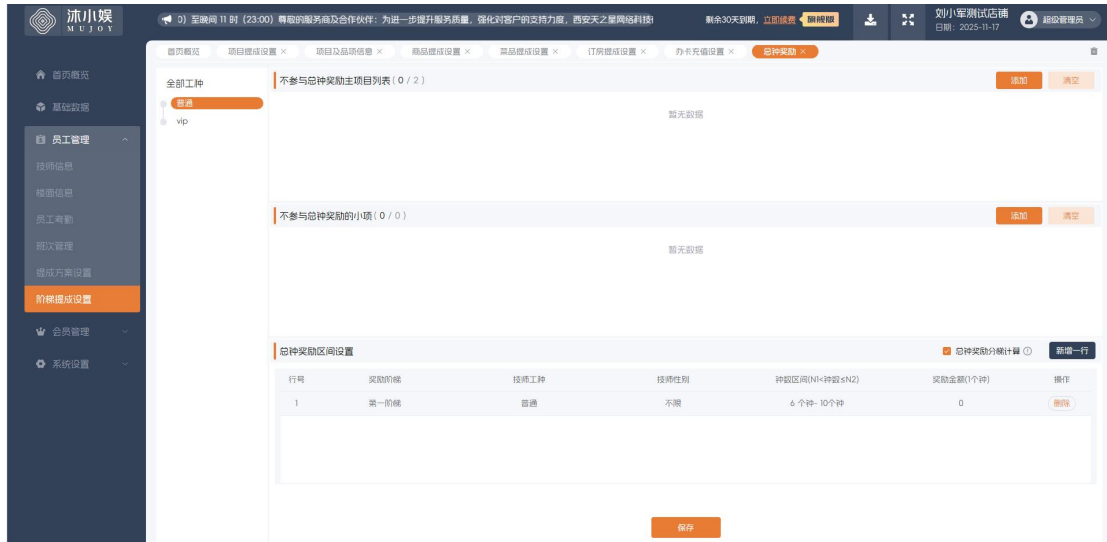 沐小娱
MUJOY
0）至晚间 11 时（23:00）尊敬的服务商及合作伙伴：为进一步提升服务质量，强化对客户的支持力度，西安天之星网络科技
剩余30天到期，立即续费 旗舰版
刘小军测试店铺
日期：2025-11-17
超级管理员
首页概览 项目提成设置 × 项目及品项信息 × 商品提成设置 × 菜品提成设置 × 订房提成设置 × 办卡充值设置 × 总钟奖励 ×
首页概览
基础数据
员工管理
技师信息
楼面信息
员工考勤
班次管理
提成方案设置
阶梯提成设置
会员管理
系统设置
全部工种
普通
vip
不参与总钟奖励主项目列表( 0 / 2 ) 添加 清空
暂无数据
不参与总钟奖励的小项( 0 / 0 ) 添加 清空
暂无数据
总钟奖励区间设置 总钟奖励分梯计算 新增一行
行号 奖励阶梯 技师工种 技师性别 钟数区间(N1<钟数≤N2) 奖励金额(1个钟) 操作
1 第一阶梯 普通 不限 6 个钟- 10个钟 0 删除
保存